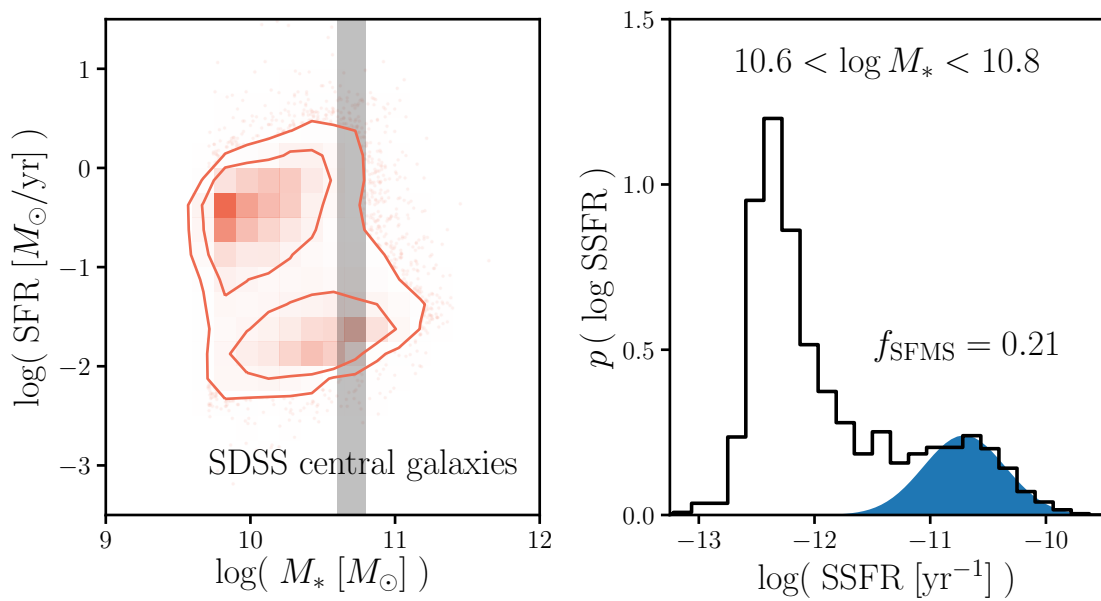 1
0
−1
−2
−3
log( SFR [M⊙/yr] )
SDSS central galaxies
9
10
11
12
log( M∗ [M⊙] )
1.5
1.0
0.5
0.0
p ( log SSFR )
10.6 < log M∗ < 10.8
fSFMS = 0.21
−13
−12
−11
−10
log( SSFR [yr⁻¹] )